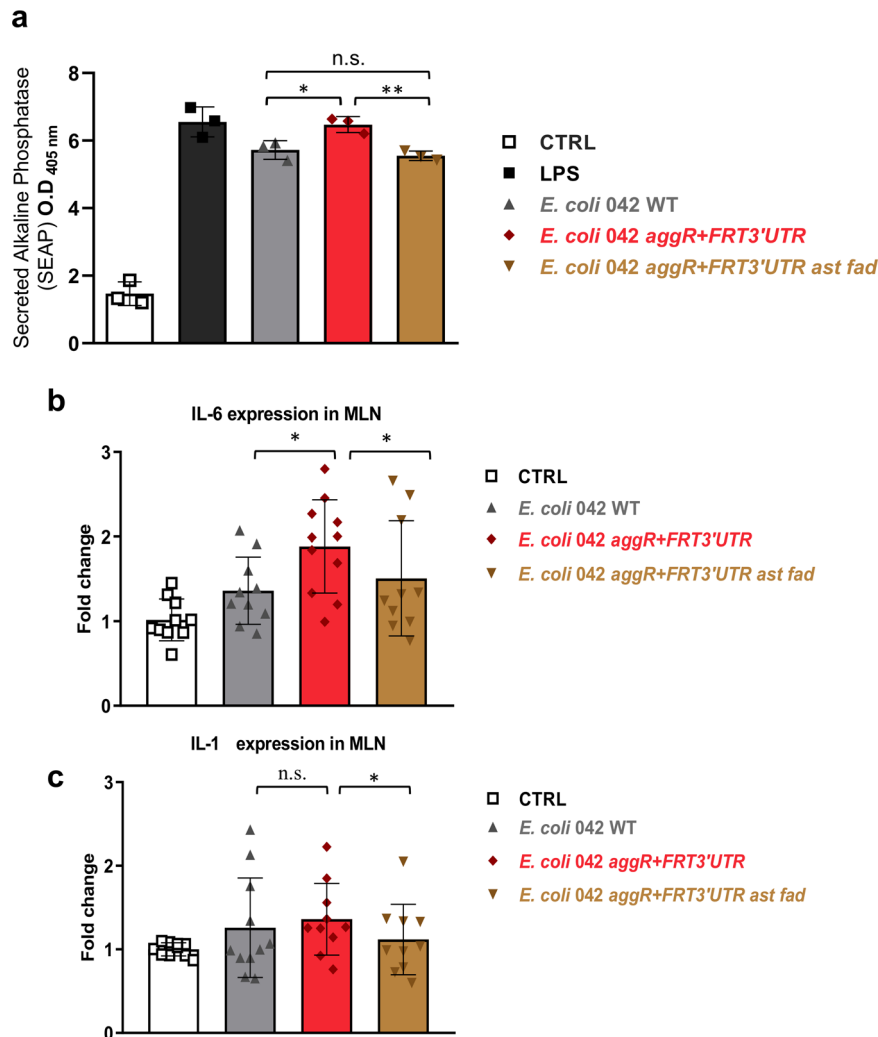 a
Secreted Alkaline Phosphatase
(SEAP) O.D 405 nm
8
6
4
2
0
n.s.
*
**
CTRL
LPS
E. coli 042 WT
E. coli 042 aggR+FRT3'UTR
E. coli 042 aggR+FRT3'UTR ast fad
b
IL-6 expression in MLN
Fold change
3
2
1
0
*
*
CTRL
E. coli 042 WT
E. coli 042 aggR+FRT3'UTR
E. coli 042 aggR+FRT3'UTR ast fad
c
IL-1 expression in MLN
Fold change
3
2
1
0
n.s.
*
CTRL
E. coli 042 WT
E. coli 042 aggR+FRT3'UTR
E. coli 042 aggR+FRT3'UTR ast fad